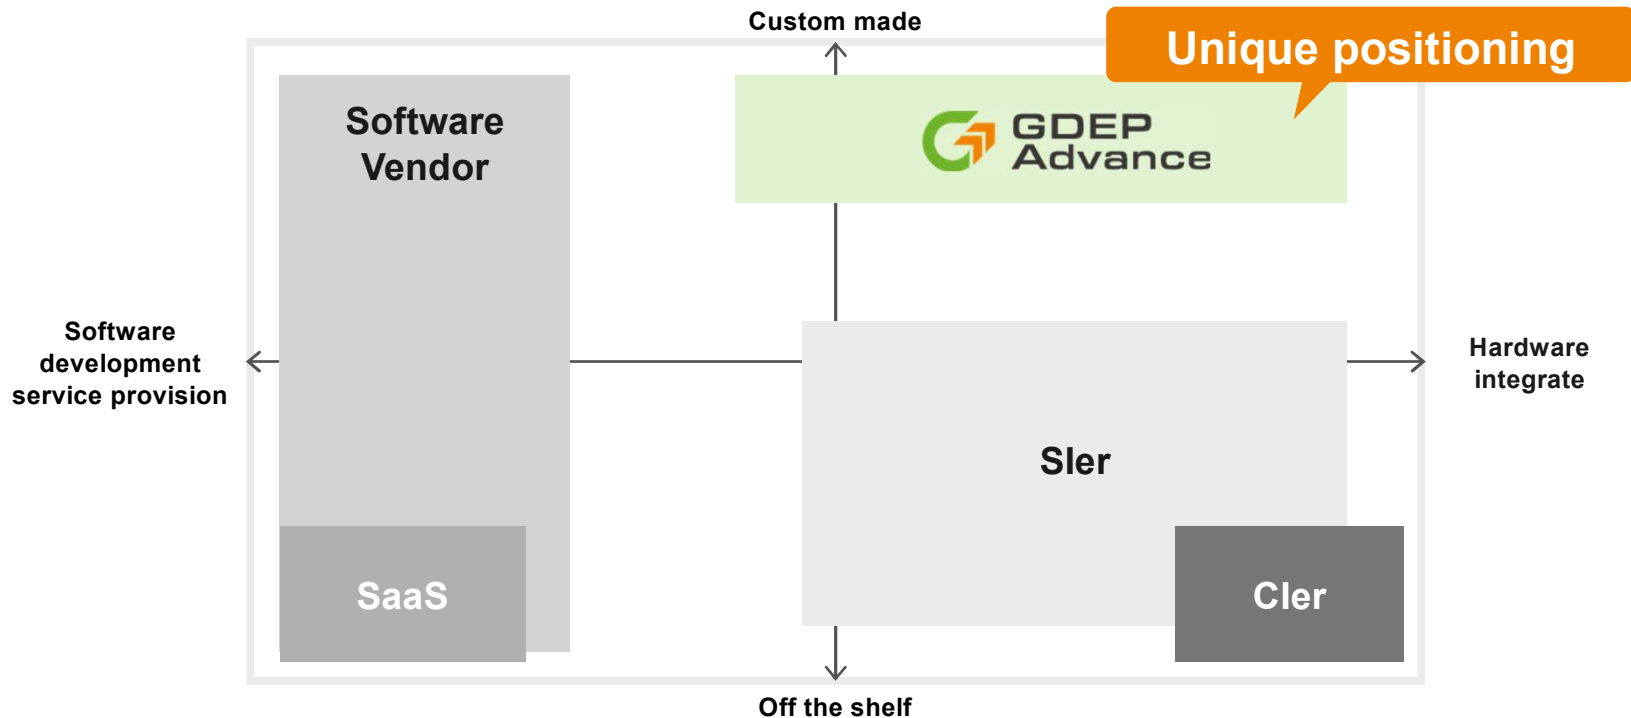 Custom made
Unique positioning
Software
Vendor
GDEP
Advance
Software
development
service provision
Hardware
integrate
SIer
SaaS
CIer
Off the shelf